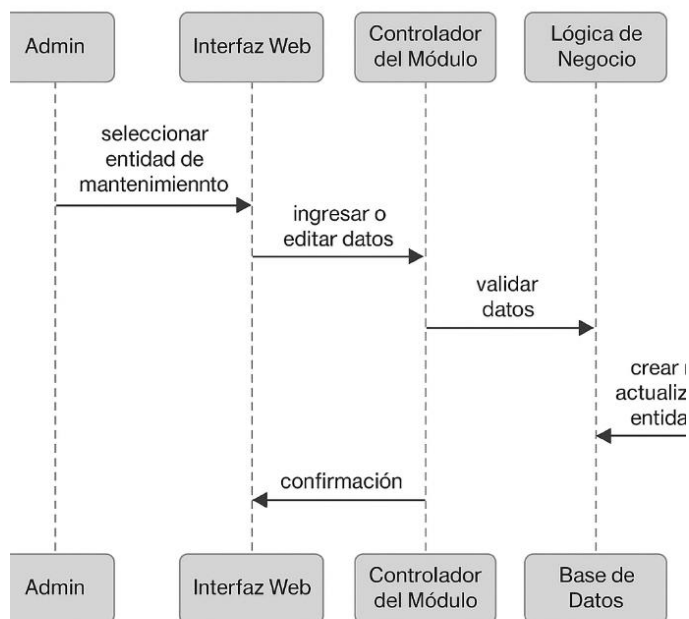 Admin
Interfaz Web
Controlador
del Módulo
Lógica de
Negocio
seleccionar
entidad de
mantenimiennto
ingresar o
editar datos
validar
datos
crear
actualiz
entida
confirmación
Admin
Interfaz Web
Controlador
del Módulo
Base de
Datos